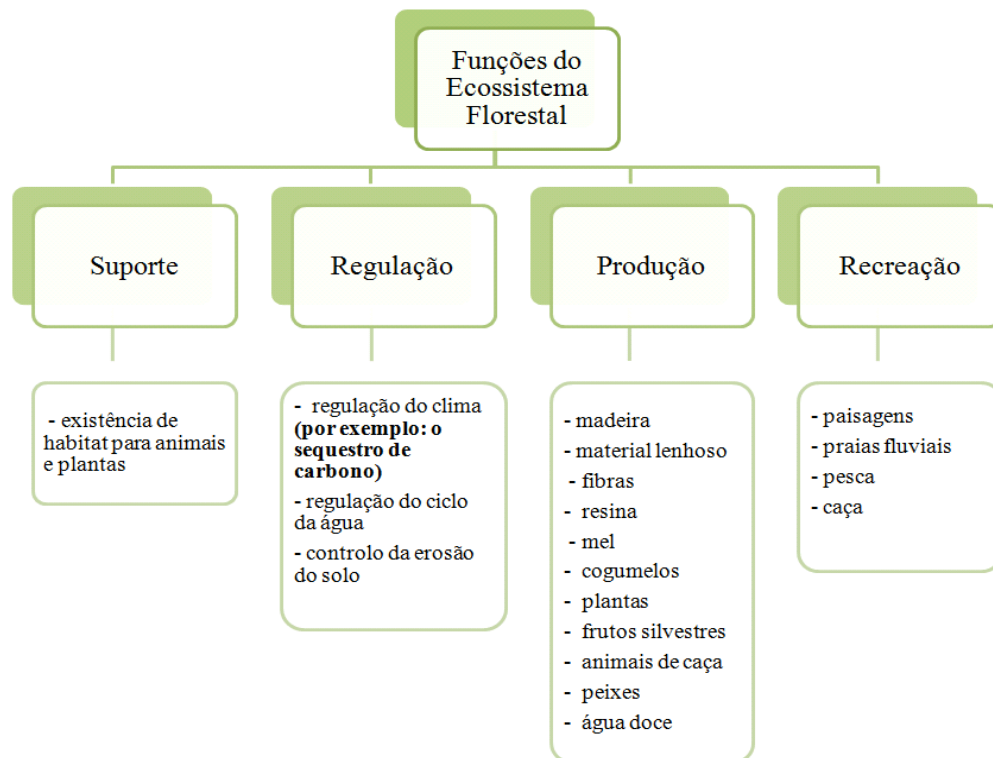 Funções do
Ecossistema
Florestal
Suporte
Regulação
Produção
Recreação
- existência de
habitat para animais
e plantas
- regulação do clima
(por exemplo: o
sequestro de
carbono)
- regulação do ciclo
da água
- controlo da erosão
do solo
- madeira
- material lenhoso
- fibras
- resina
- mel
- cogumelos
- plantas
- frutos silvestres
- animais de caça
- peixes
- água doce
- paisagens
- praias fluviais
- pesca
- caça